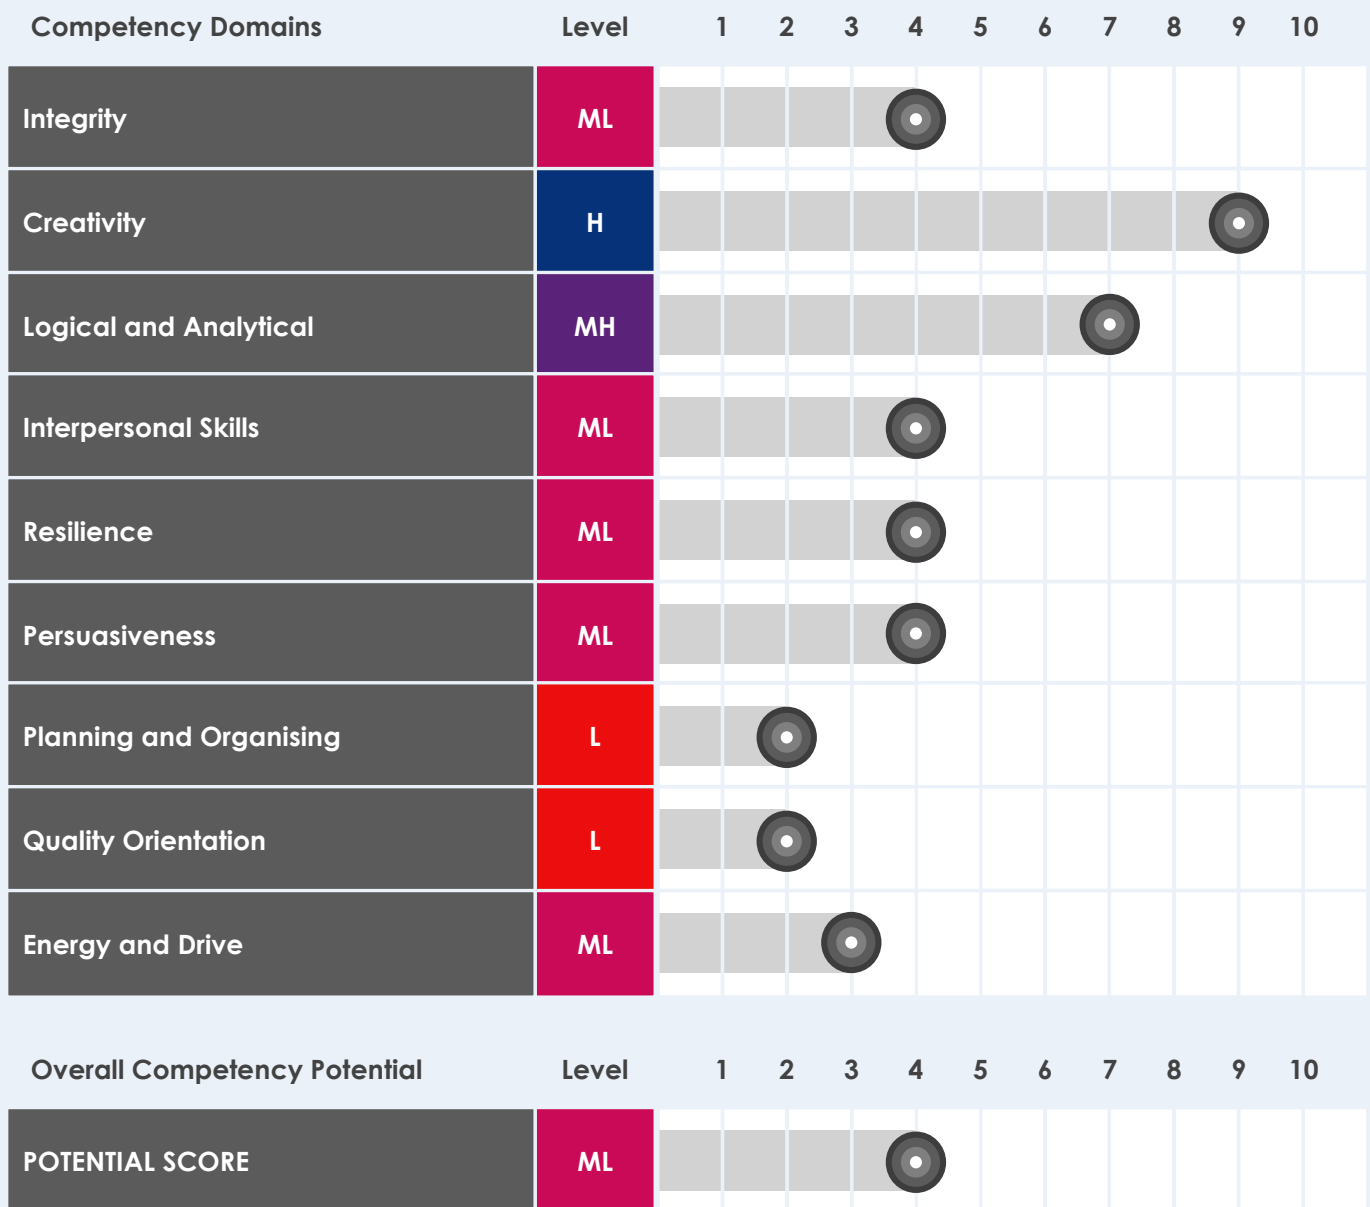 Competency Domains Level 1 2 3 4 5 6 7 8 9 10
Integrity ML
Creativity H
Logical and Analytical MH
Interpersonal Skills ML
Resilience ML
Persuasiveness ML
Planning and Organising L
Quality Orientation L
Energy and Drive ML
Overall Competency Potential Level 1 2 3 4 5 6 7 8 9 10
POTENTIAL SCORE ML